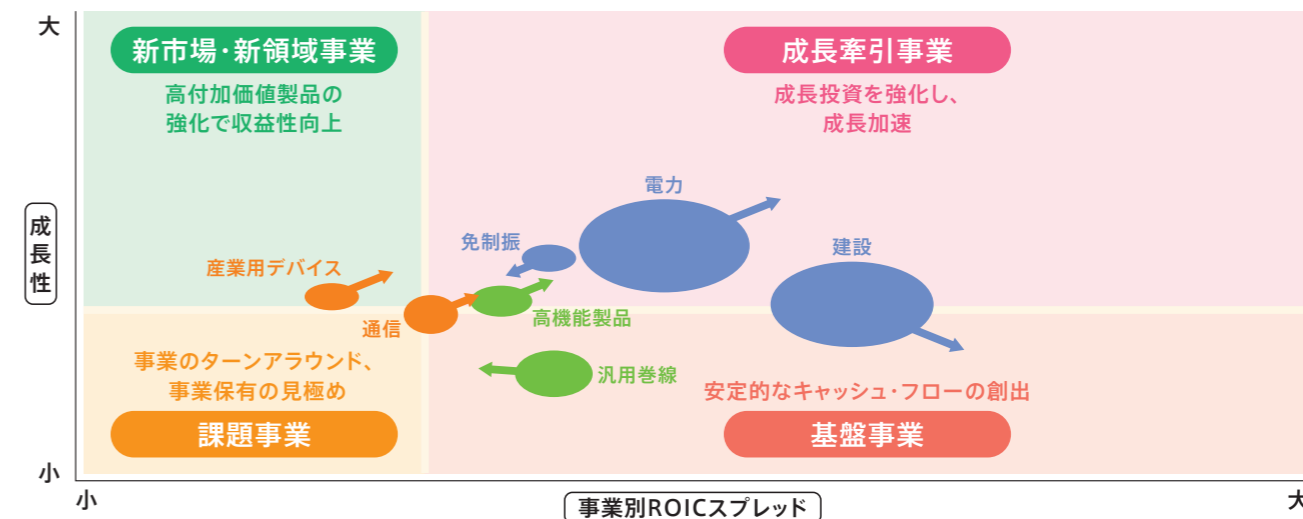 大
新市場・新領域事業
高付加価値製品の
強化で収益性向上
成長牽引事業
成長投資を強化し、
成長加速
成長性
電力
免制振
建設
産業用デバイス
通信
高機能製品
汎用巻線
事業のターンアラウンド、
事業保有の見極め
課題事業
安定的なキャッシュ・フローの創出
基盤事業
小
小
事業別ROICスプレッド
大